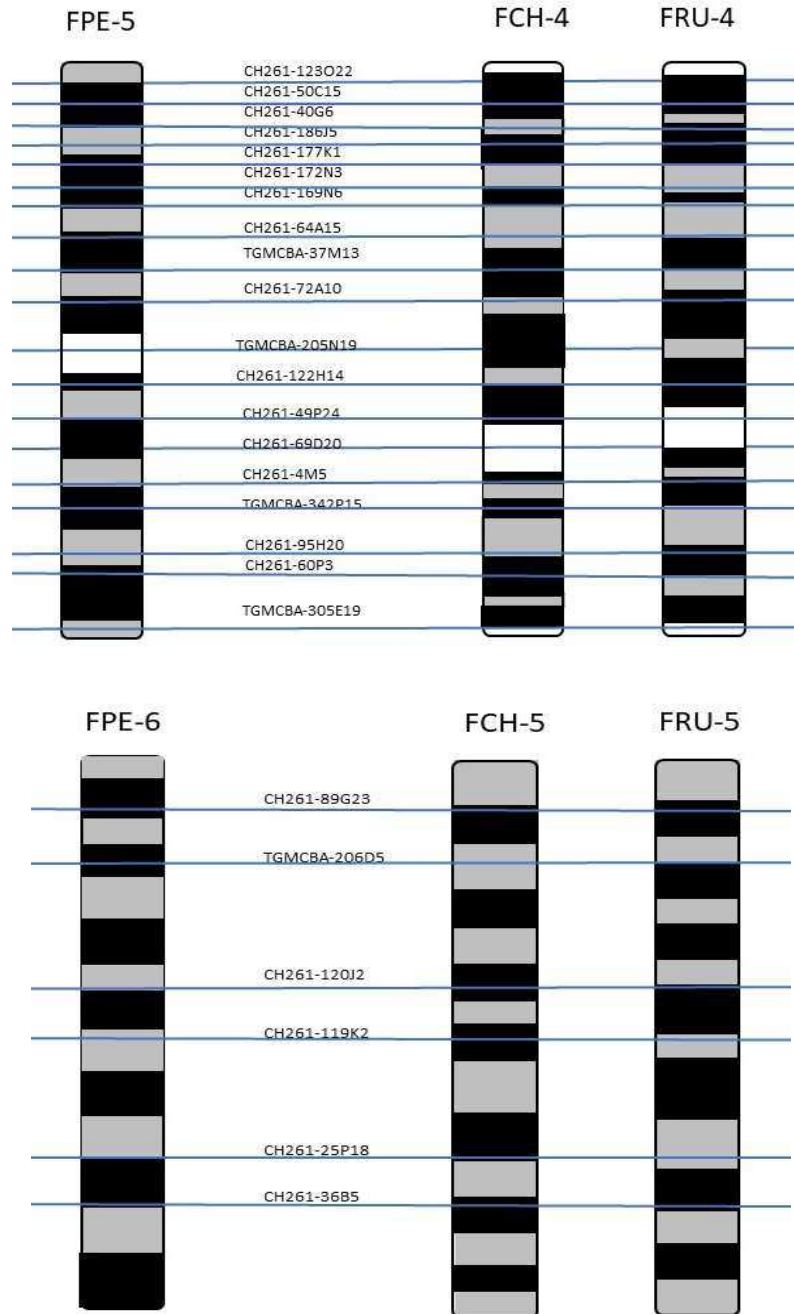 FPE-5 FCH-4 FRU-4
CH261-123O22
CH261-50C15
CH261-40G6
CH261-186J5
CH261-177K1
CH261-172N3
CH261-169N6
CH261-64A15
TGMCBA-37M13
CH261-72A10
TGMCBA-205N19
CH261-122H14
CH261-49P24
CH261-69D20
CH261-4M5
TGMCBA-342P15
CH261-95H20
CH261-60P3
TGMCBA-305E19
FPE-6 FCH-5 FRU-5
CH261-89G23
TGMCBA-206D5
CH261-120J2
CH261-119K2
CH261-25P18
CH261-36B5